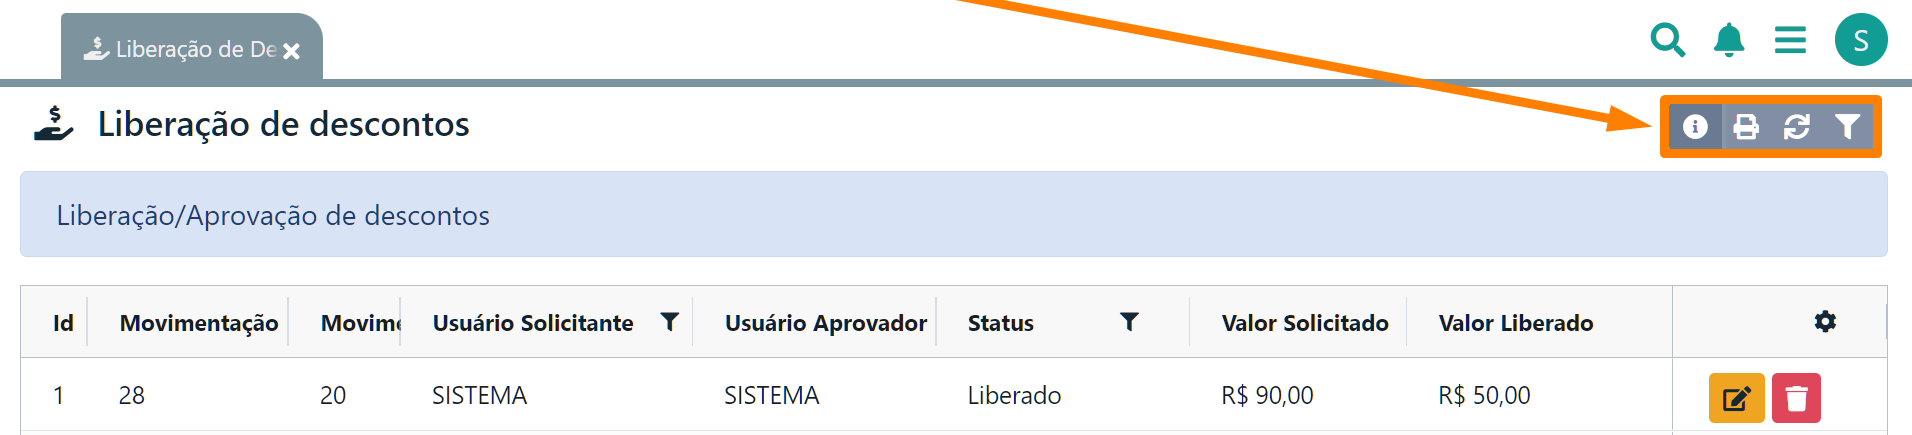 Liberação de De
S
Liberação de descontos
Liberação/Aprovação de descontos
Id Movimentação Movime Usuário Solicitante Usuário Aprovador Status Valor Solicitado Valor Liberado
1 28 20 SISTEMA SISTEMA Liberado R$ 90,00 R$ 50,00